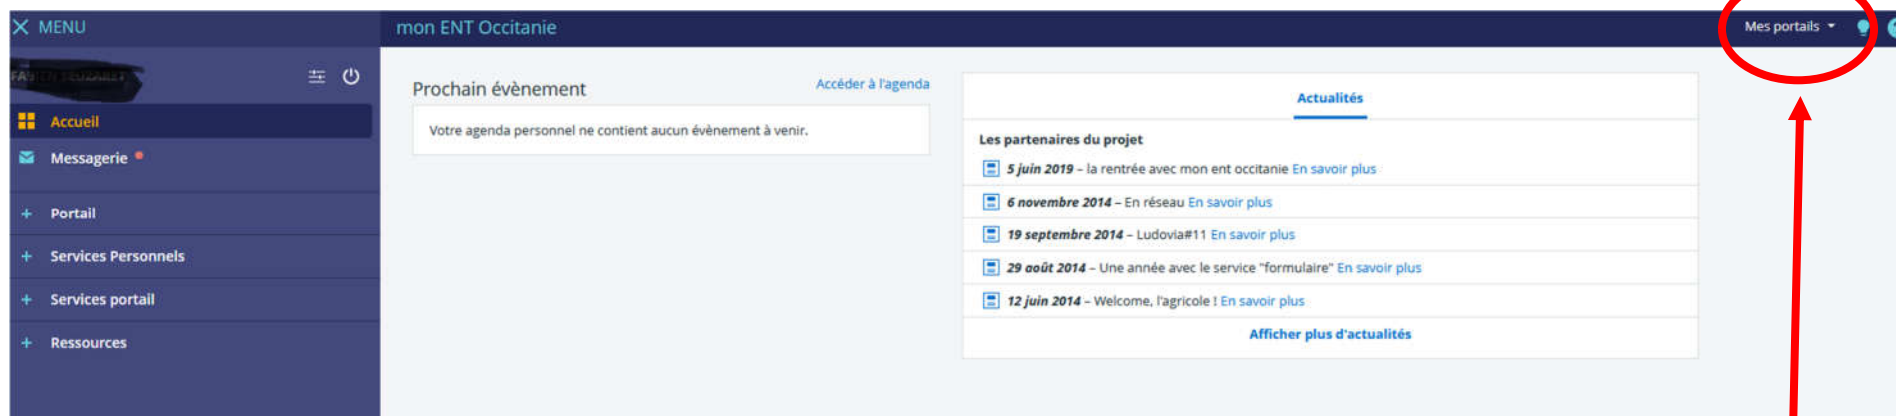 MENU
mon ENT Occitanie
Mes portails
Accueil
Messagerie
Portail
Services Personnels
Services portail
Ressources
Prochain évènement
Accéder à l'agenda
Votre agenda personnel ne contient aucun évènement à venir.
Actualités
Les partenaires du projet
5 juin 2019 – la rentrée avec mon ent occitanie En savoir plus
6 novembre 2014 – En réseau En savoir plus
19 septembre 2014 – Ludovia#11 En savoir plus
29 août 2014 – Une année avec le service "formulaire" En savoir plus
12 juin 2014 – Welcome, l'agricole ! En savoir plus
Afficher plus d'actualités